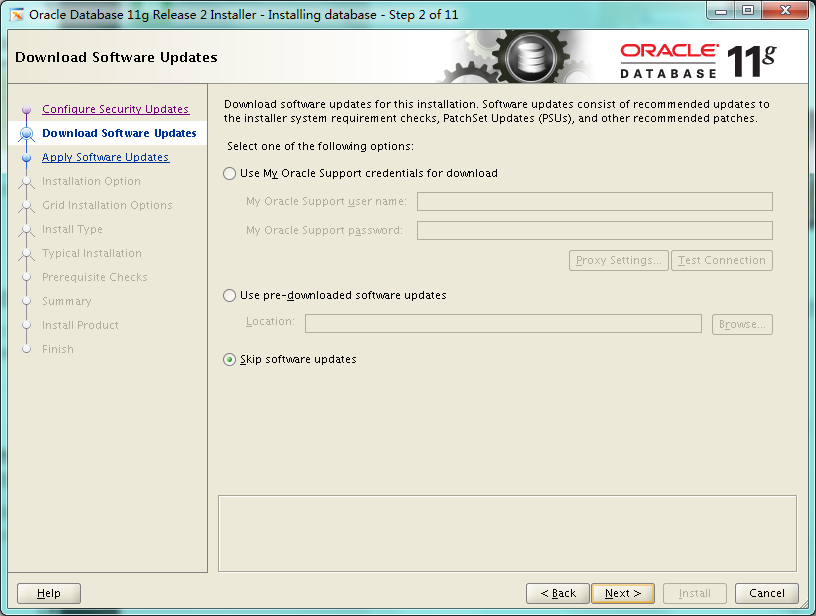 Oracle Database 11g Release 2 Installer - Installing database - Step 2 of 11
Download Software Updates
ORACLE
DATABASE 11g
Configure Security Updates
Download Software Updates
Apply Software Updates
Installation Option
Grid Installation Options
Install Type
Typical Installation
Prerequisite Checks
Summary
Install Product
Finish
Download software updates for this installation. Software updates consist of recommended updates to
the installer system requirement checks, PatchSet Updates (PSUs), and other recommended patches.
Select one of the following options:
Use My Oracle Support credentials for download
My Oracle Support user name:
My Oracle Support password:
Proxy Settings... Test Connection
Use pre-downloaded software updates
Location: Browse...
Skip software updates
Help < Back Next > Install Cancel